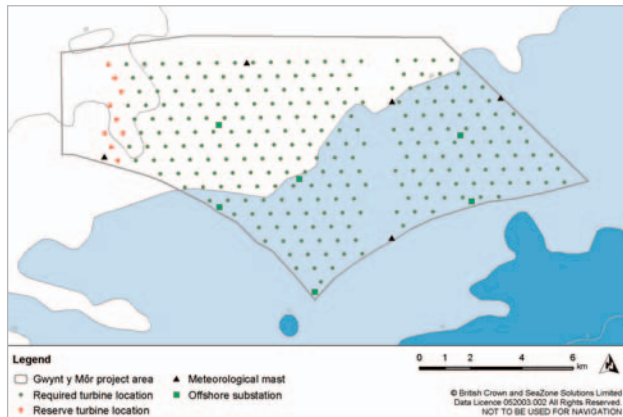 Legend
Gwynt y Môr project area
Required turbine location
Reserve turbine location
Meteorological mast
Offshore substation
0 1 2 4 6
km
N
© British Crown and SeaZone Solutions Limited.
Data Licence 052003.002 All Rights Reserved.
NOT TO BE USED FOR NAVIGATION